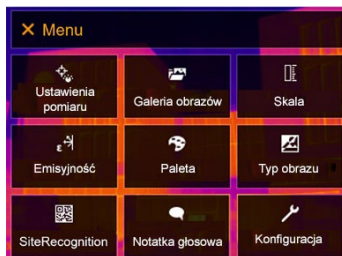 Menu
Ustawienia
pomiaru
Galeria obrazów
Skala
Emisyjność
Paleta
Typ obrazu
SiteRecognition
Notatka głosowa
Konfiguracja